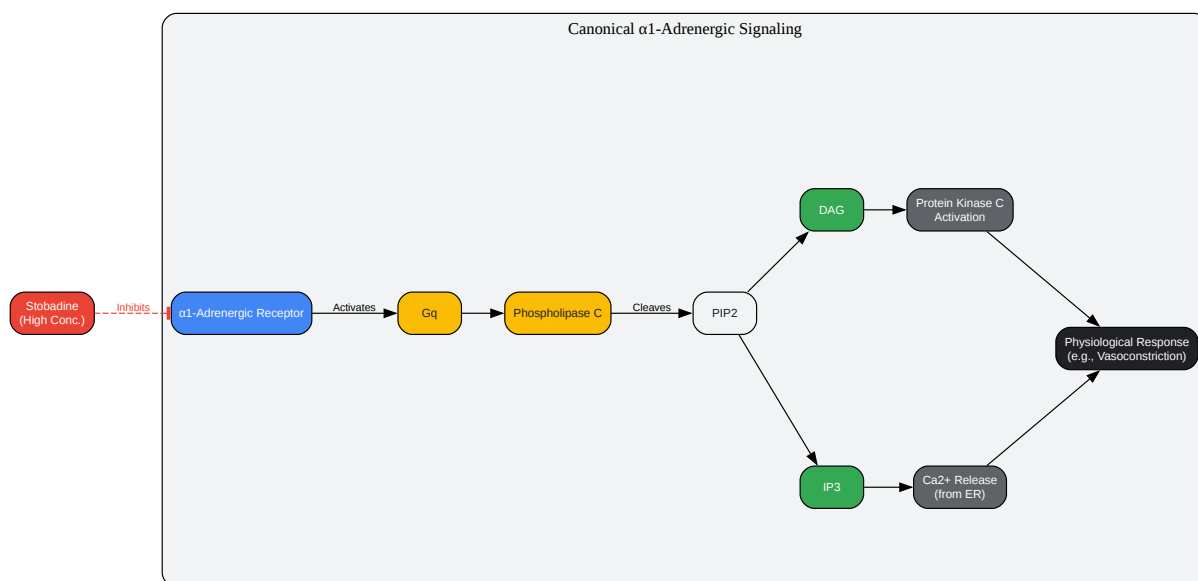 Canonical α1-Adrenergic Signaling
Stobadine
(High Conc.)
Inhibits
α1-Adrenergic Receptor
Activates
Gq
Phospholipase C
Cleaves
PIP2
DAG
Protein Kinase C
Activation
IP3
Ca2+ Release
(from ER)
Physiological Response
(e.g., Vasoconstriction)